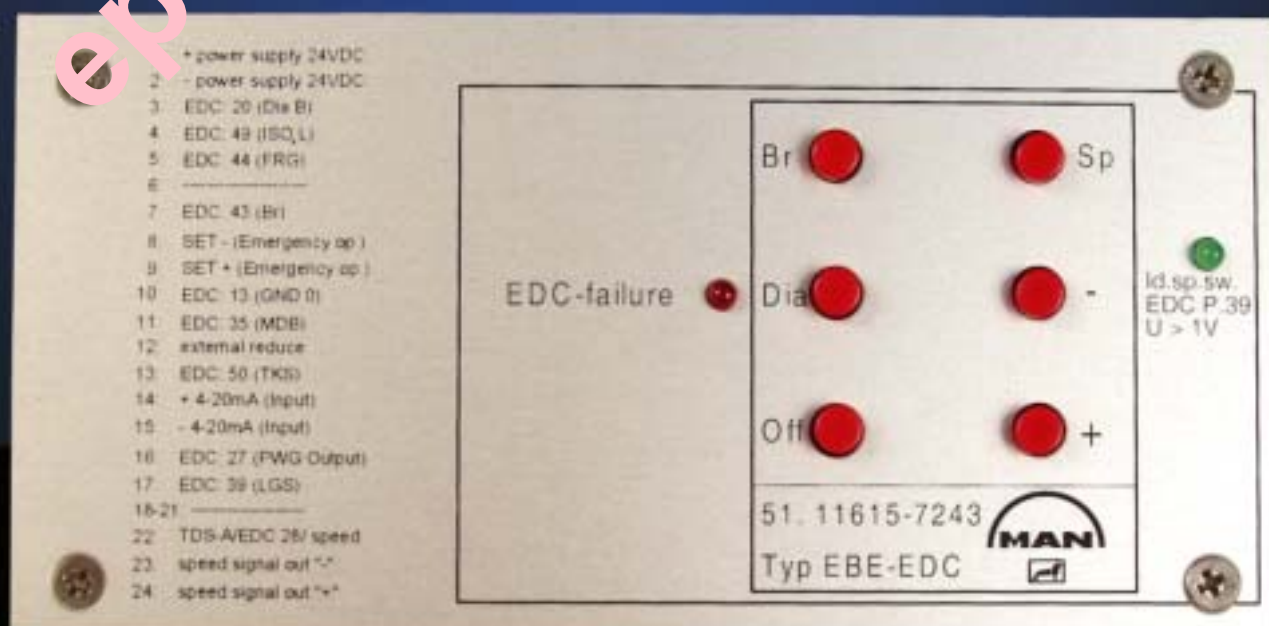 ep
+ power supply 24VDC
2 - power supply 24VDC
3 EDC: 20 (Dia B)
4 EDC: 49 (ISO, L)
5 EDC: 44 (FRG)
6 ----------------
7 EDC: 43 (Br)
8 SET - (Emergency op.)
9 SET + (Emergency op.)
10 EDC: 13 (GND 0)
11 EDC: 35 (MDB)
12 external reduce
13 EDC: 50 (TKS)
14 + 4-20mA (Input)
15 - 4-20mA (Input)
16 EDC: 27 (PWG Output)
17 EDC: 39 (LGS)
18-21 ----------------
22 TDS-A/EDC 28/ speed
23 speed signal out "-"
24 speed signal out "+"
EDC-failure
Br Sp
Dia -
Off +
Id.sp.sw.
EDC P.39
U > 1V
51. 11615-7243
Typ EBE-EDC
MAN